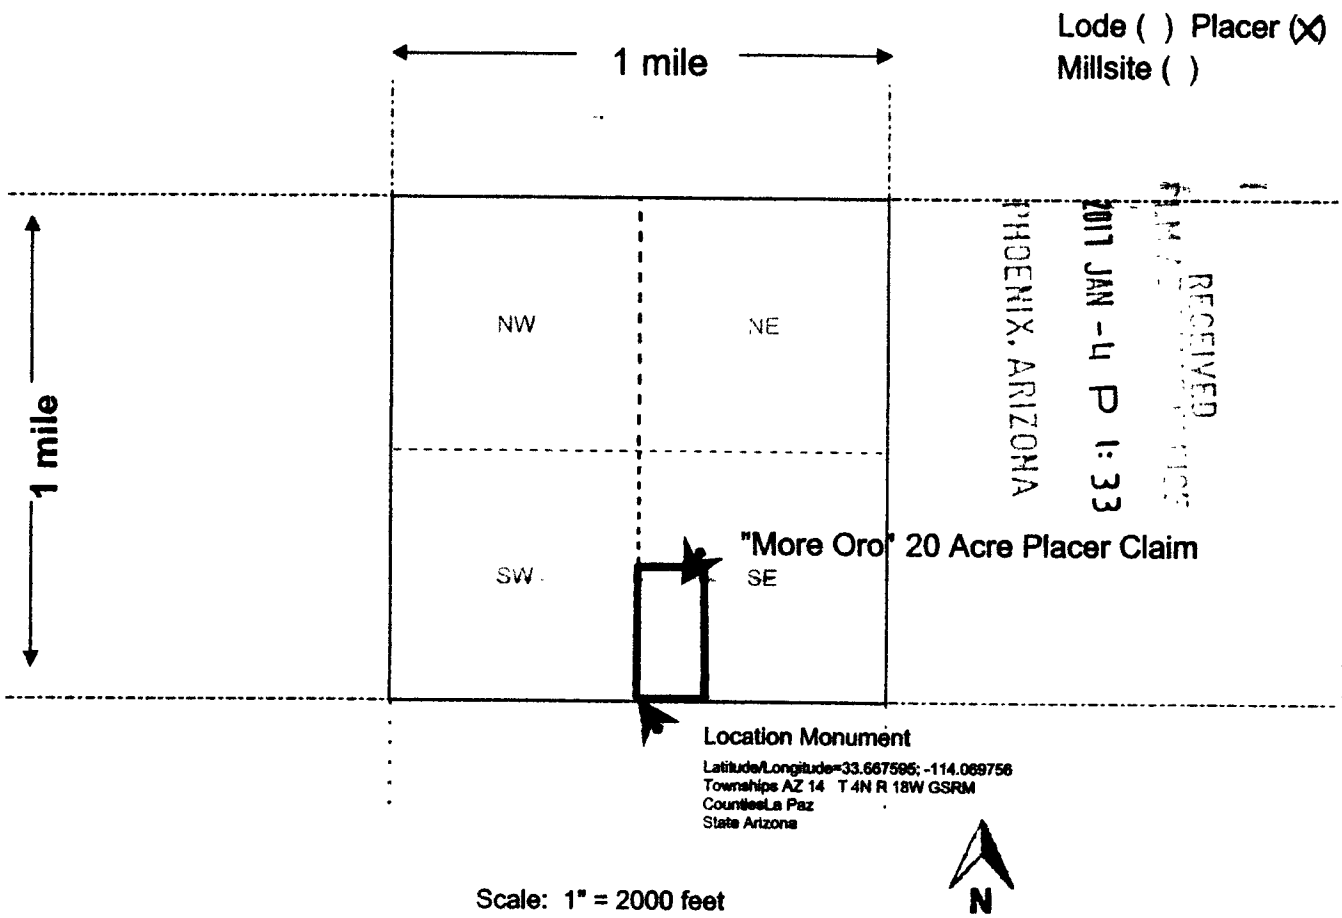 Lode ( ) Placer (X)
Millsite ( )
1 mile
1 mile
NW
NE
SW
SE
"More Oro" 20 Acre Placer Claim
RECEIVED
2017 JAN -4 P 1:33
PHOENIX, ARIZONA
Location Monument
Latitude/Longitude=33.667595; -114.069756
Townships AZ 14 T 4N R 18W GSRM
CountiesLa Paz
State Arizona
Scale: 1" = 2000 feet
N